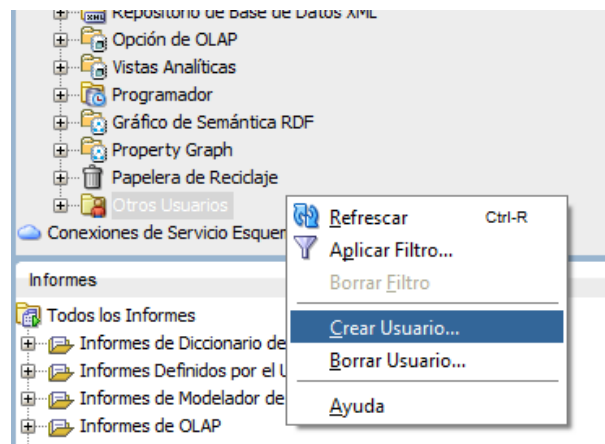 Repositorio de Base de Datos XML
Opción de OLAP
Vistas Analíticas
Programador
Gráfico de Semántica RDF
Property Graph
Papelera de Reciclaje
Otros Usuarios
Conexiones de Servicio Esquem
Refrescar Ctrl-R
Aplicar Filtro...
Borrar Filtro
Crear Usuario...
Borrar Usuario...
Ayuda
Informes
Todos los Informes
Informes de Diccionario de
Informes Definidos por el U
Informes de Modelador de
Informes de OLAP